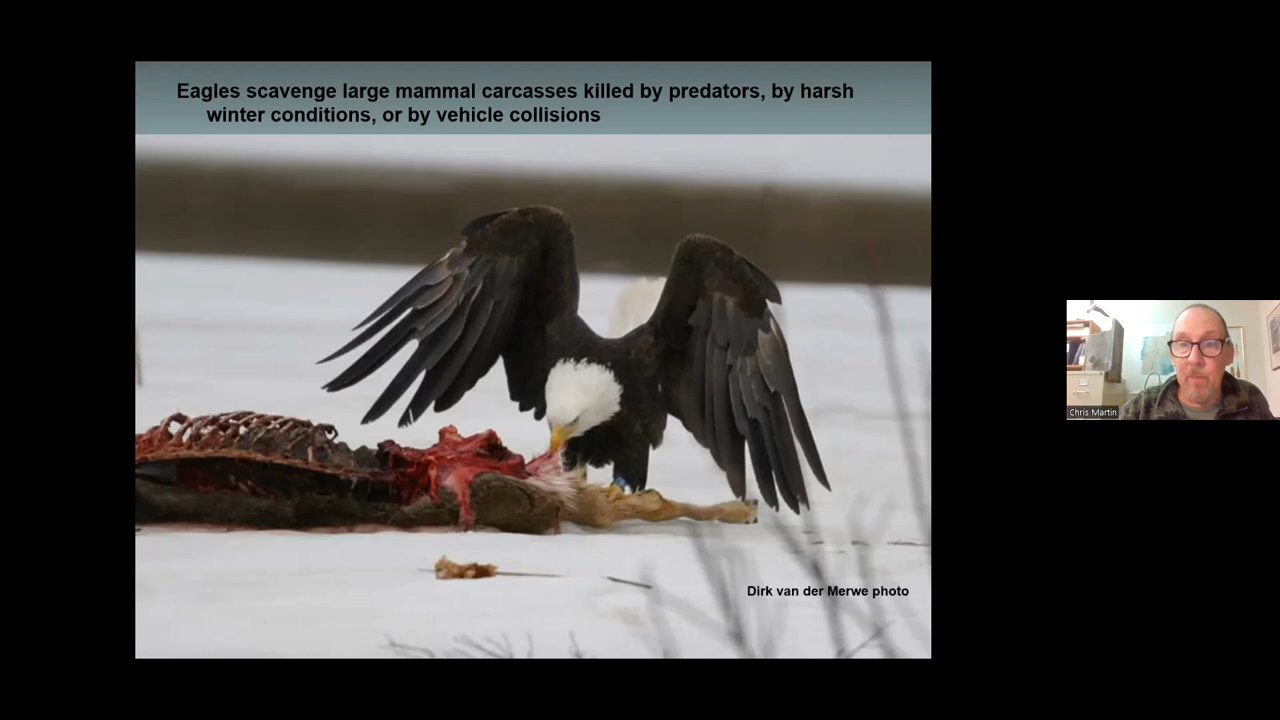 Eagles scavenge large mammal carcasses killed by predators, by harsh
winter conditions, or by vehicle collisions
Chris Martin
Dirk van der Merwe photo